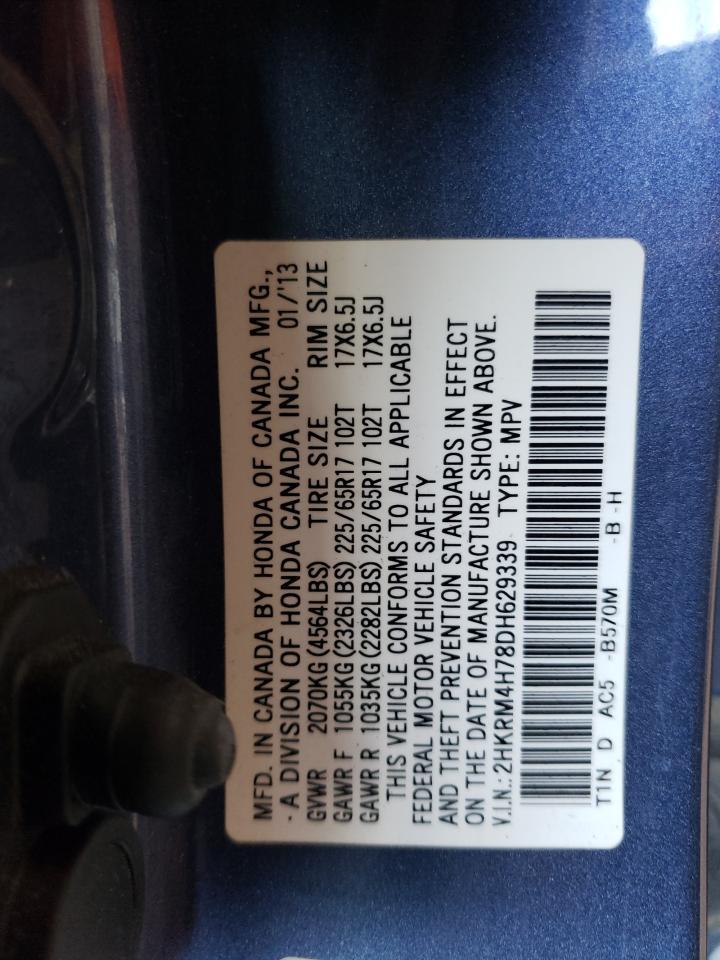 MFD. IN CANADA BY HONDA OF CANADA MFG.,
- A DIVISION OF HONDA CANADA INC. 01/'13
GVWR 2070KG(4564LBS) TIRE SIZE RIM SIZE
GAWR F 1055KG(2326LBS) 225/65R17 102T 17X6.5J
GAWR R 1035KG(2282LBS) 225/65R17 102T 17X6.5J
THIS VEHICLE CONFORMS TO ALL APPLICABLE
FEDERAL MOTOR VEHICLE SAFETY
AND THEFT PREVENTION STANDARDS IN EFFECT
ON THE DATE OF MANUFACTURE SHOWN ABOVE.
V.I.N.: 2HKRM4H78DH629339 TYPE: MPV
T1N D AC5 -B570M -B -H